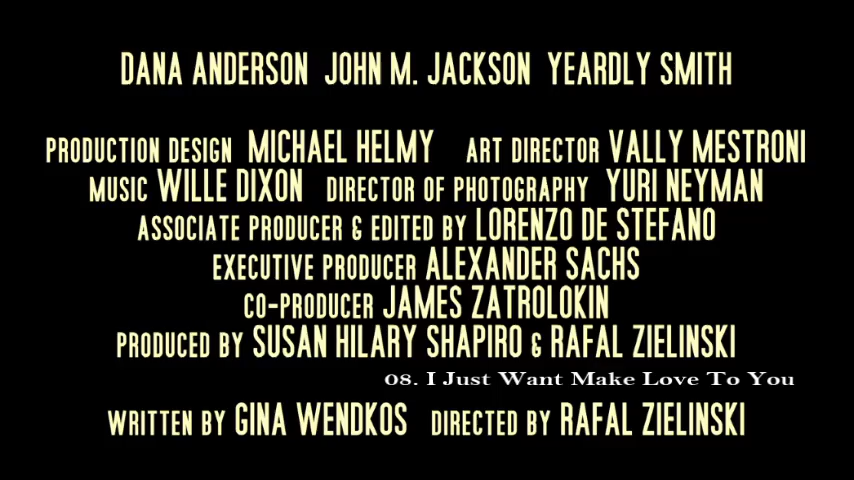 DANA ANDERSON JOHN M. JACKSON YEARDLY SMITH
PRODUCTION DESIGN MICHAEL HELMY ART DIRECTOR VALLY MESTRONI
MUSIC WILLE DIXON DIRECTOR OF PHOTOGRAPHY YURI NEYMAN
ASSOCIATE PRODUCER & EDITED BY LORENZO DE STEFANO
EXECUTIVE PRODUCER ALEXANDER SACHS
CO-PRODUCER JAMES ZATROLOKIN
PRODUCED BY SUSAN HILARY SHAPIRO & RAFAL ZIELINSKI
08. I Just Want Make Love To You
WRITTEN BY GINA WENDKOS DIRECTED BY RAFAL ZIELINSKI